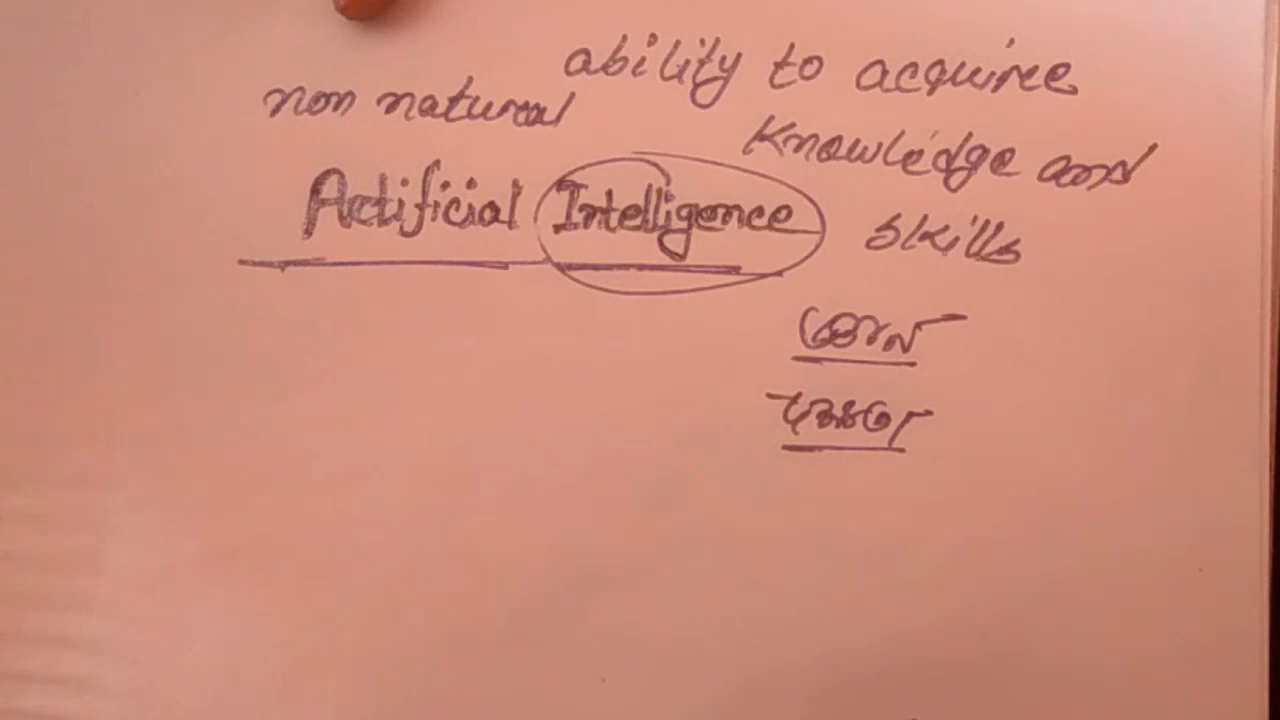 ability to acquire
non natural
knowledge and
Artificial Intelligence
skills